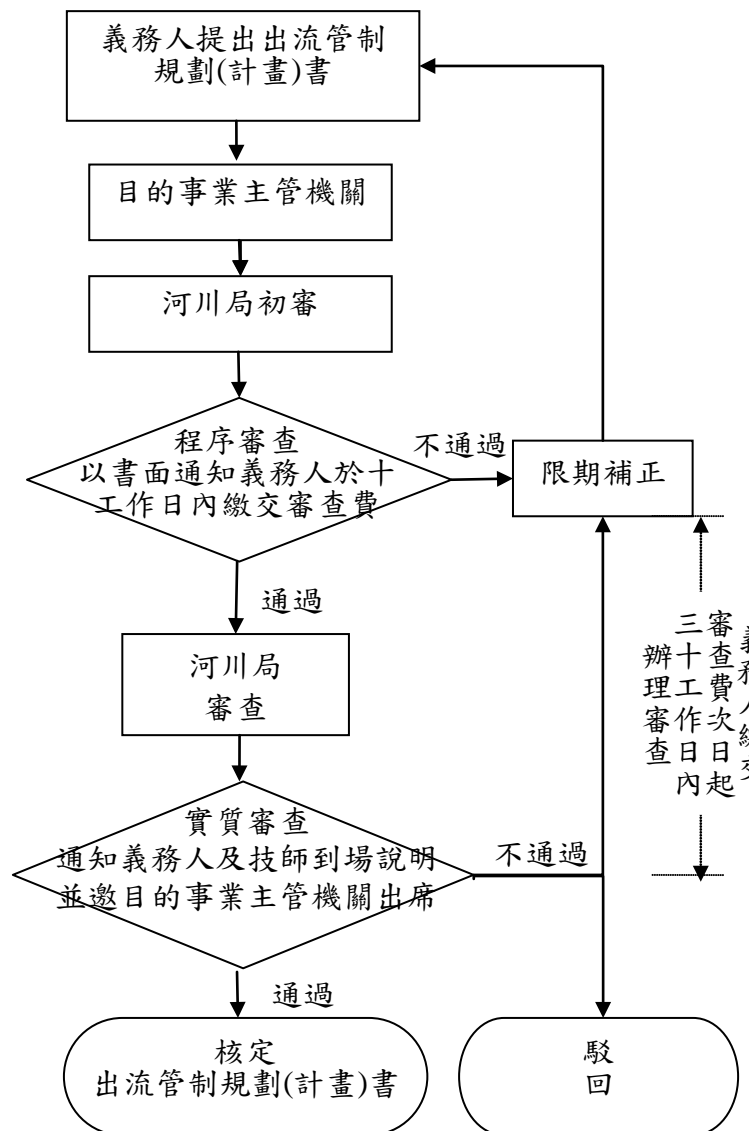 義務人提出出流管制
規劃(計畫)書
目的事業主管機關
河川局初審
程序審查
以書面通知義務人於十
工作日內繳交審查費
不通過
限期補正
通過
河川局
審查
義務人繳交
審查費次日起
三十工作日內
辦理審查
實質審查
通知義務人及技師到場說明
並邀目的事業主管機關出席
不通過
通過
核定
出流管制規劃(計畫)書
駁
回